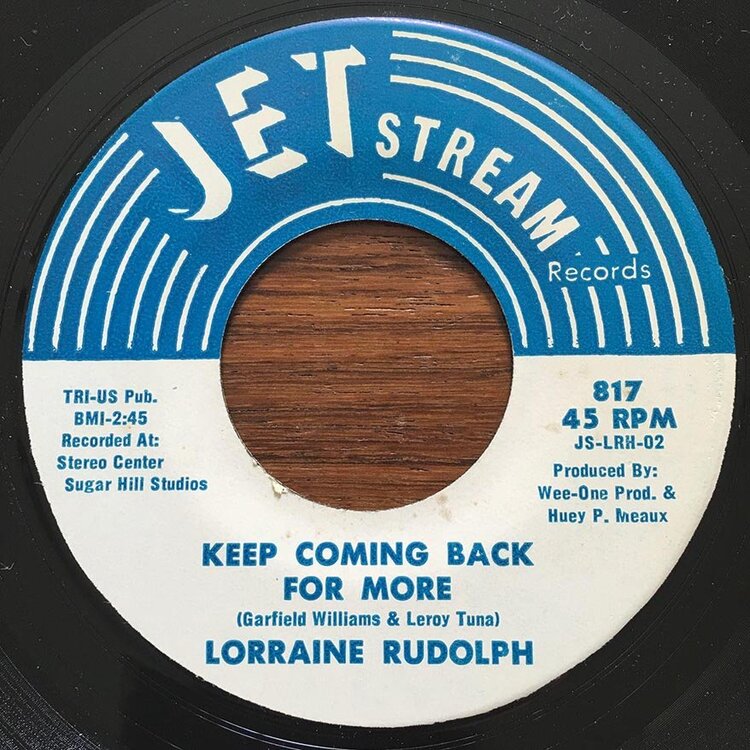 JET STREAM
Records
TRI-US Pub.
BMI-2:45
Recorded At:
Stereo Center
Sugar Hill Studios
817
45 RPM
JS-LRH-02
Produced By:
Wee-One Prod. &
Huey P. Meaux
KEEP COMING BACK
FOR MORE
(Garfield Williams & Leroy Tuna)
LORRAINE RUDOLPH